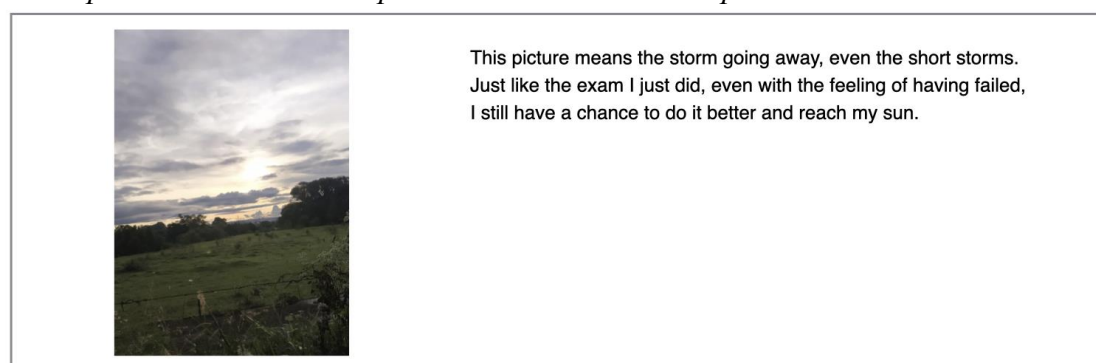 This picture means the storm going away, even the short storms.
Just like the exam I just did, even with the feeling of having failed,
I still have a chance to do it better and reach my sun.